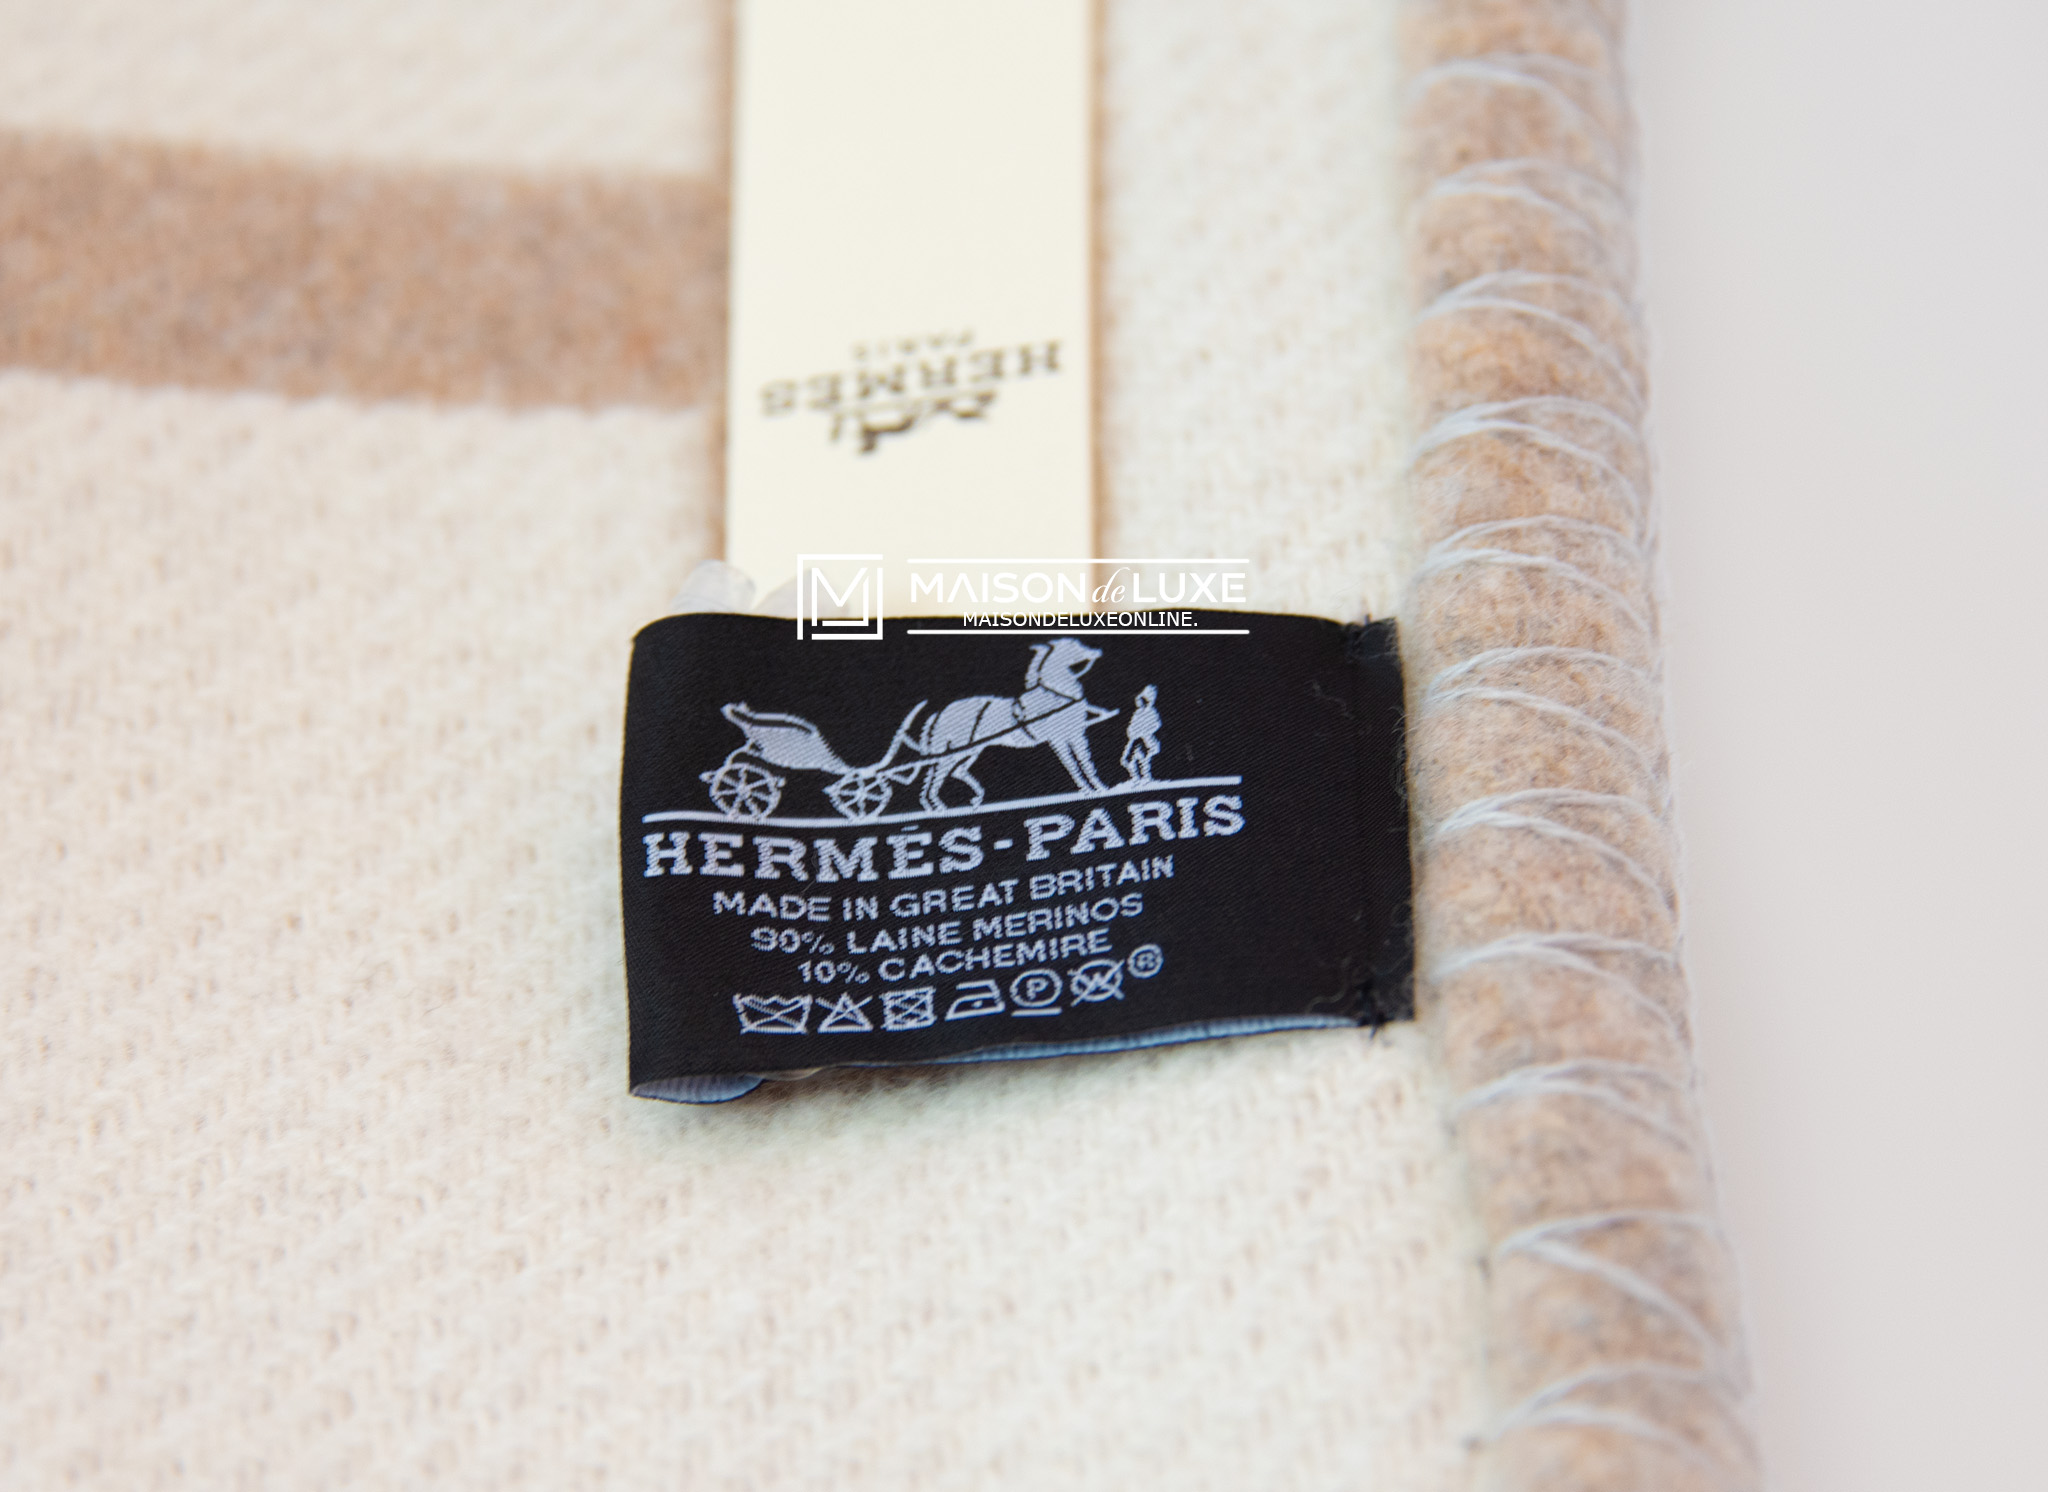 HERMÈS
PARIS
MAISON de LUXE
MAISONDELUXEONLINE.
HERMÈS-PARIS
MADE IN GREAT BRITAIN
90% LAINE MERINOS
10% CACHEMIRE
P W ®